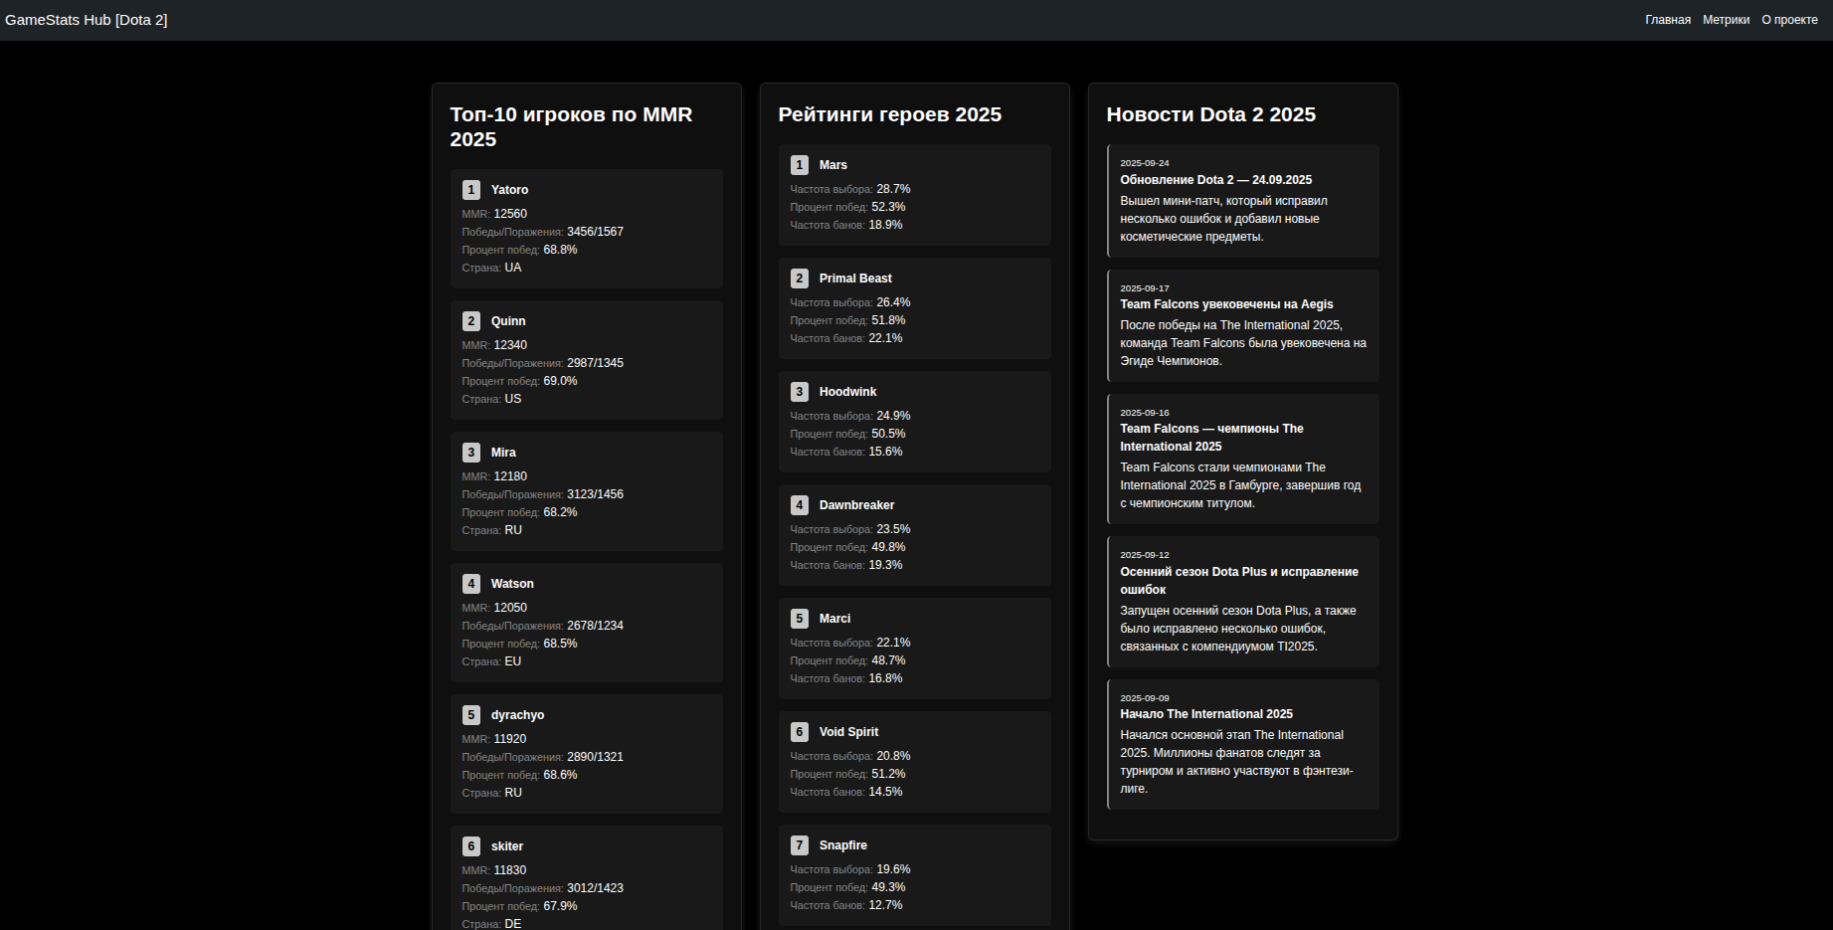 GameStats Hub [Dota 2]
Главная Метрики О проекте
Топ-10 игроков по MMR
2025
1 Yatoro
MMR: 12560
Победы/Поражения: 3456/1567
Процент побед: 68.8%
Страна: UA
2 Quinn
MMR: 12340
Победы/Поражения: 2987/1345
Процент побед: 69.0%
Страна: US
3 Mira
MMR: 12180
Победы/Поражения: 3123/1456
Процент побед: 68.2%
Страна: RU
4 Watson
MMR: 12050
Победы/Поражения: 2678/1234
Процент побед: 68.5%
Страна: EU
5 dyrachyo
MMR: 11920
Победы/Поражения: 2890/1321
Процент побед: 68.6%
Страна: RU
6 skiter
MMR: 11830
Победы/Поражения: 3012/1423
Процент побед: 67.9%
Страна: DE
Рейтинги героев 2025
1 Mars
Частота выбора: 28.7%
Процент побед: 52.3%
Частота банов: 18.9%
2 Primal Beast
Частота выбора: 26.4%
Процент побед: 51.8%
Частота банов: 22.1%
3 Hoodwink
Частота выбора: 24.9%
Процент побед: 50.5%
Частота банов: 15.6%
4 Dawnbreaker
Частота выбора: 23.5%
Процент побед: 49.8%
Частота банов: 19.3%
5 Marci
Частота выбора: 22.1%
Процент побед: 48.7%
Частота банов: 16.8%
6 Void Spirit
Частота выбора: 20.8%
Процент побед: 51.2%
Частота банов: 14.5%
7 Snapfire
Частота выбора: 19.6%
Процент побед: 49.3%
Частота банов: 12.7%
Новости Dota 2 2025
2025-09-24
Обновление Dota 2 — 24.09.2025
Вышел мини-патч, который исправил
несколько ошибок и добавил новые
косметические предметы.
2025-09-17
Team Falcons увековечены на Aegis
После победы на The International 2025,
команда Team Falcons была увековечена на
Эгиде Чемпионов.
2025-09-16
Team Falcons — чемпионы The
International 2025
Team Falcons стали чемпионами The
International 2025 в Гамбурге, завершив год
с чемпионским титулом.
2025-09-12
Осенний сезон Dota Plus и исправление
ошибок
Запущен осенний сезон Dota Plus, а также
было исправлено несколько ошибок,
связанных с компендиумом TI2025.
2025-09-09
Начало The International 2025
Начался основной этап The International
2025. Миллионы фанатов следят за
турниром и активно участвуют в фэнтези-
лиге.